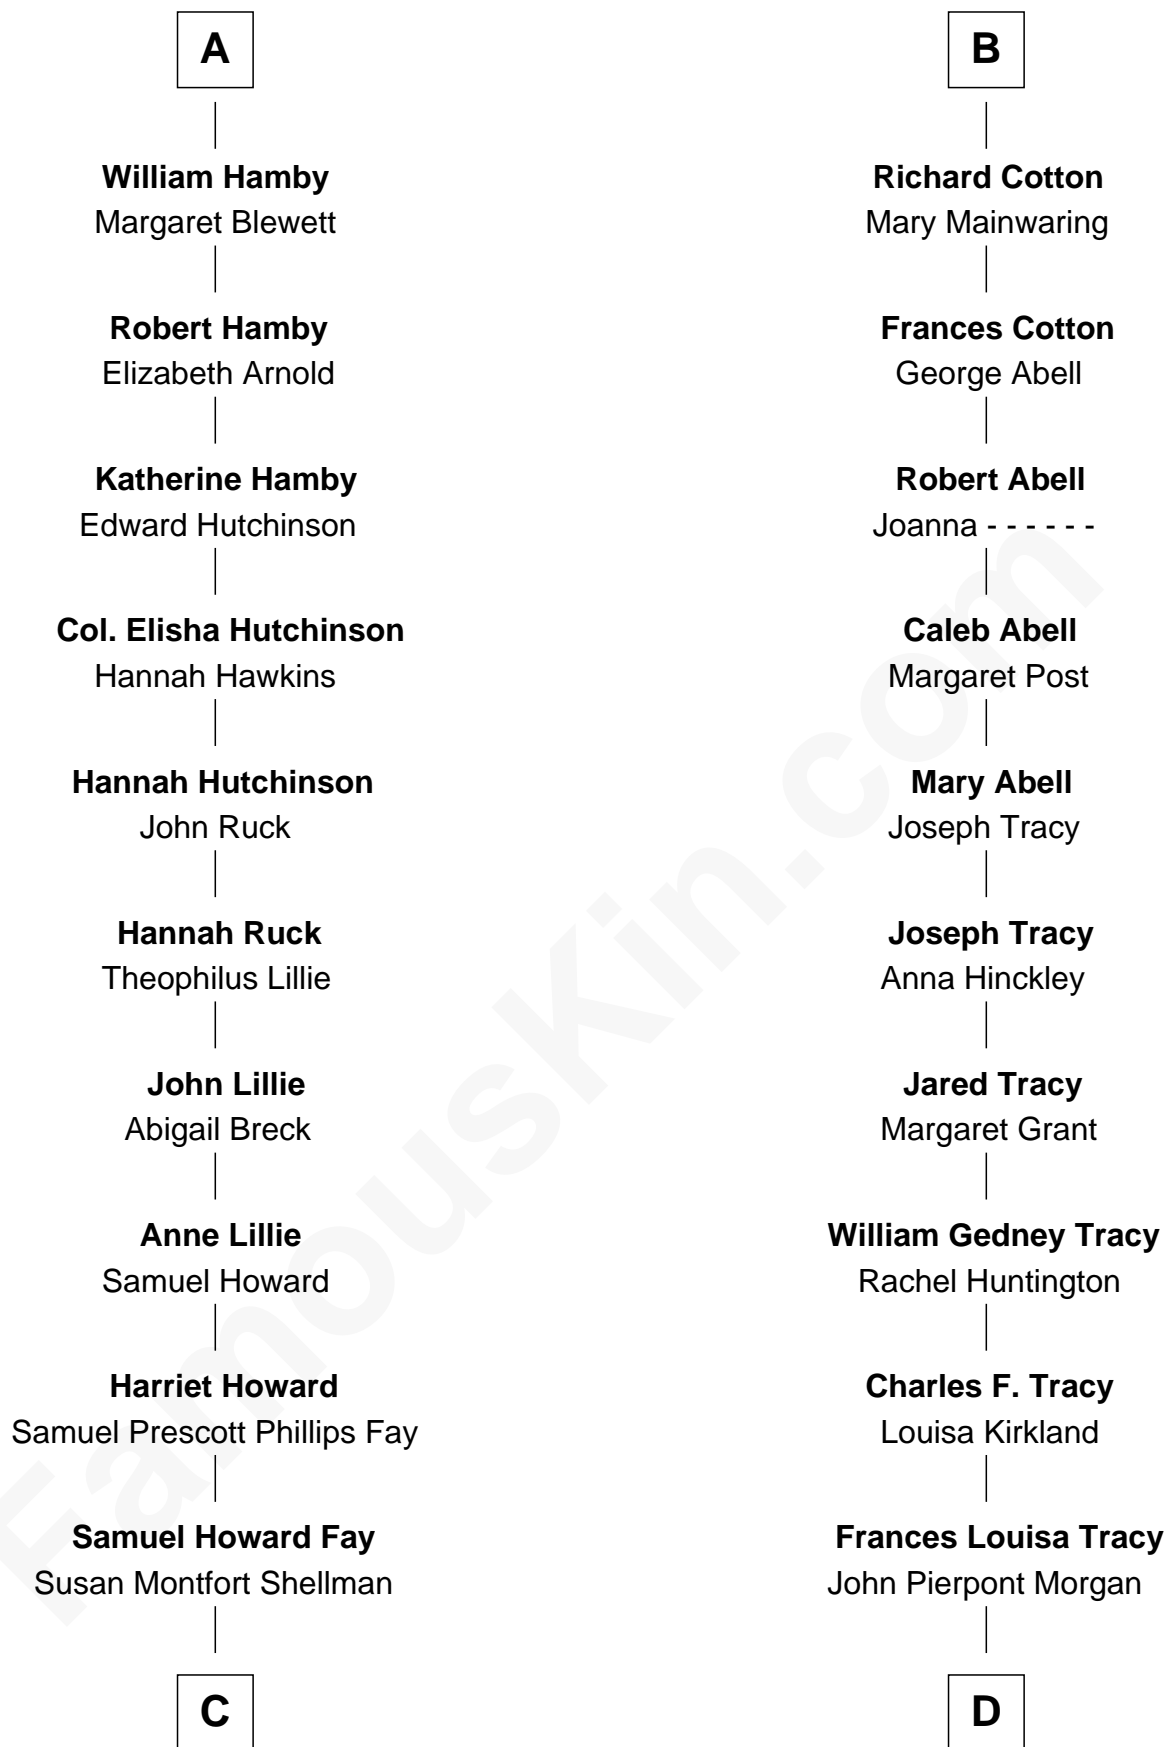 A
William Hamby
Margaret Blewett
Robert Hamby
Elizabeth Arnold
Katherine Hamby
Edward Hutchinson
Col. Elisha Hutchinson
Hannah Hawkins
Hannah Hutchinson
John Ruck
Hannah Ruck
Theophilus Lillie
John Lillie
Abigail Breck
Anne Lillie
Samuel Howard
Harriet Howard
Samuel Prescott Phillips Fay
Samuel Howard Fay
Susan Montfort Shellman
C
B
Richard Cotton
Mary Mainwaring
Frances Cotton
George Abell
Robert Abell
Joanna - - - - - -
Caleb Abell
Margaret Post
Mary Abell
Joseph Tracy
Joseph Tracy
Anna Hinckley
Jared Tracy
Margaret Grant
William Gedney Tracy
Rachel Huntington
Charles F. Tracy
Louisa Kirkland
Frances Louisa Tracy
John Pierpont Morgan
D
FamousKin.com